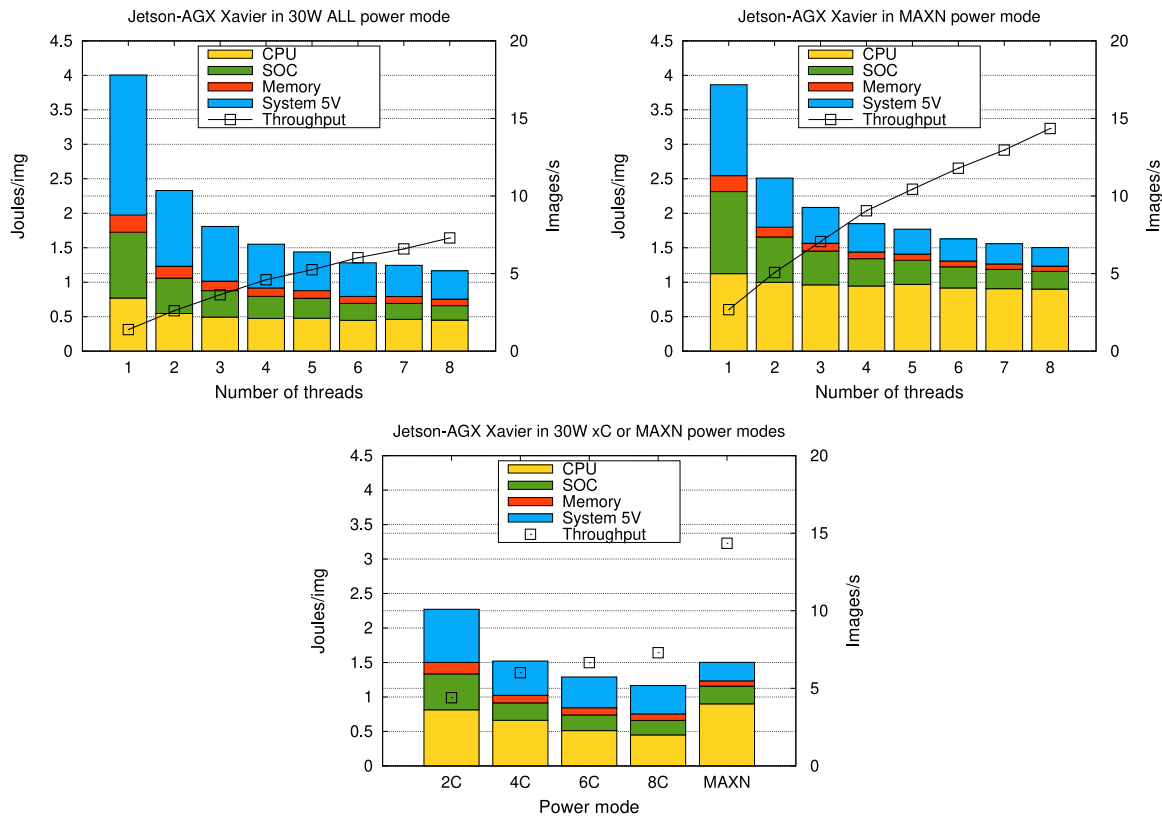 Jetson-AGX Xavier in 30W ALL power mode
4.5
4
3.5
3
2.5
2
1.5
1
0.5
0
Joules/img
20
15
10
5
0
Images/s
CPU
SOC
Memory
System 5V
Throughput
1 2 3 4 5 6 7 8
Number of threads
Jetson-AGX Xavier in MAXN power mode
4.5
4
3.5
3
2.5
2
1.5
1
0.5
0
Joules/img
20
15
10
5
0
Images/s
CPU
SOC
Memory
System 5V
Throughput
1 2 3 4 5 6 7 8
Number of threads
Jetson-AGX Xavier in 30W xC or MAXN power modes
4.5
4
3.5
3
2.5
2
1.5
1
0.5
0
Joules/img
20
15
10
5
0
Images/s
CPU
SOC
Memory
System 5V
Throughput
2C 4C 6C 8C MAXN
Power mode